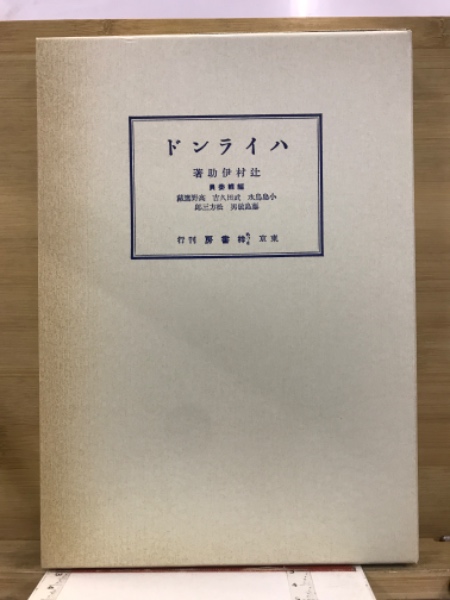 ハイランド
辻村伊助著
編輯委員
小島烏水 武田久吉 高野鷹藏
藤島敏男 松方三郎
東京 梓書房刊行